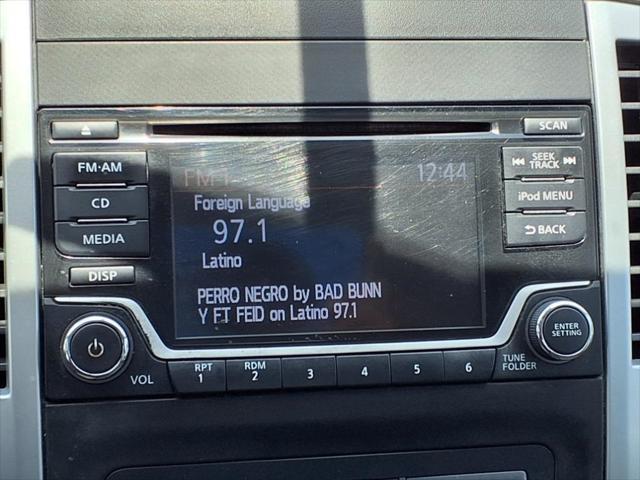 SCAN
FM·AM
CD
MEDIA
DISP
VOL
FM 1
12:44
Foreign Language
97.1
Latino
PERRO NEGRO by BAD BUNN
Y FT FEID on Latino 97.1
SEEK
TRACK
iPod MENU
BACK
ENTER
SETTING
TUNE
FOLDER
RPT
1
RDM
2
3
4
5
6